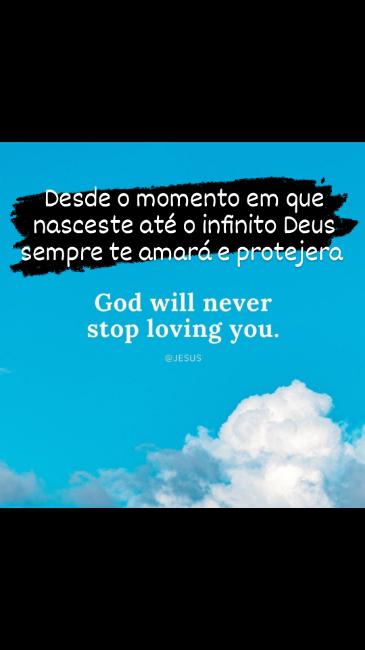 Desde o momento em que
nasceste até o infinito Deus
sempre te amará e protejera
God will never
stop loving you.
@JESUS